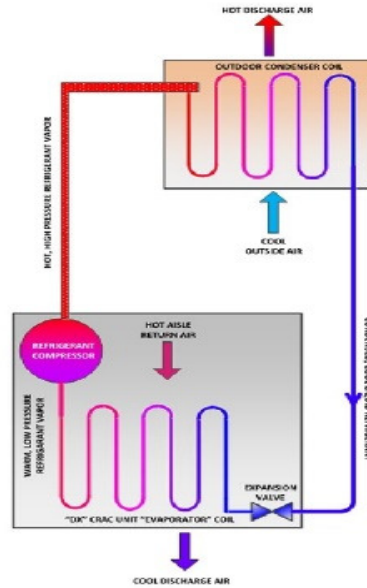 HOT DISCHARGE AIR
OUTDOOR CONDENSER COIL
HOT, HIGH PRESSURE REFRIGERANT VAPOR
COOL
OUTSIDE AIR
HOT AISLE
RETURN AIR
REFRIGERANT
COMPRESSOR
WARM, LOW PRESSURE
REFRIGARANT VAPOR
EXPANSION
VALVE
"DX" CRAC UNIT "EVAPORATOR" COIL
COOL DISCHARGE AIR